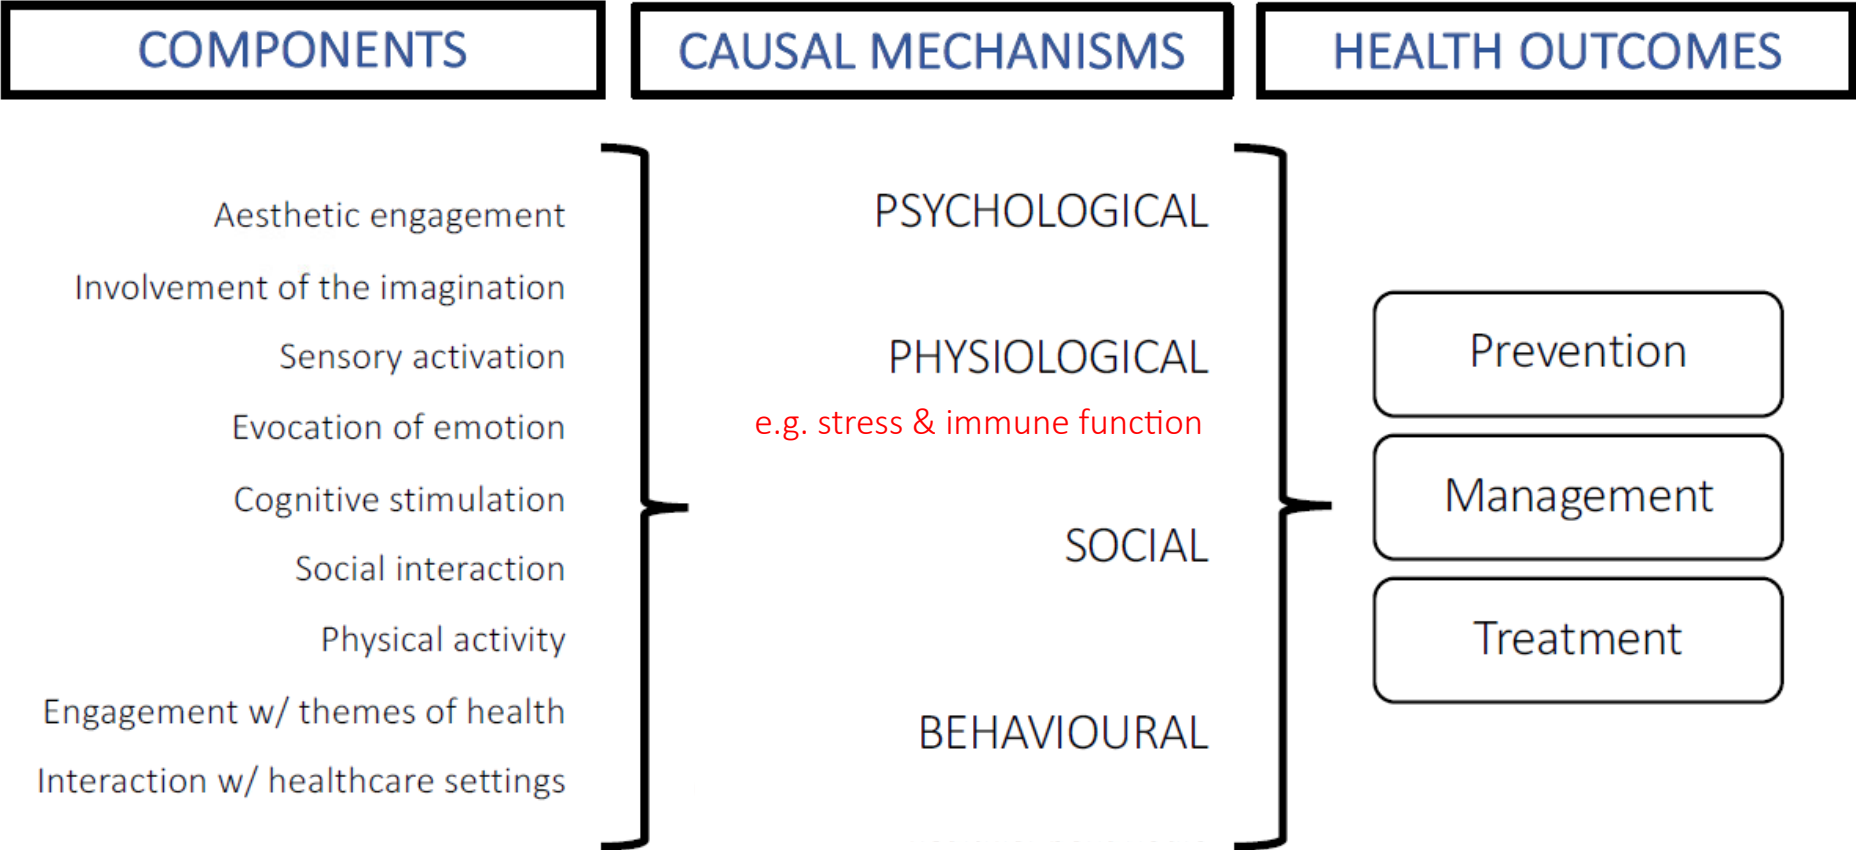 COMPONENTS
CAUSAL MECHANISMS
HEALTH OUTCOMES
Aesthetic engagement
Involvement of the imagination
Sensory activation
Evocation of emotion
Cognitive stimulation
Social interaction
Physical activity
Engagement w/ themes of health
Interaction w/ healthcare settings
PSYCHOLOGICAL
PHYSIOLOGICAL
e.g. stress & immune function
SOCIAL
BEHAVIOURAL
Prevention
Management
Treatment